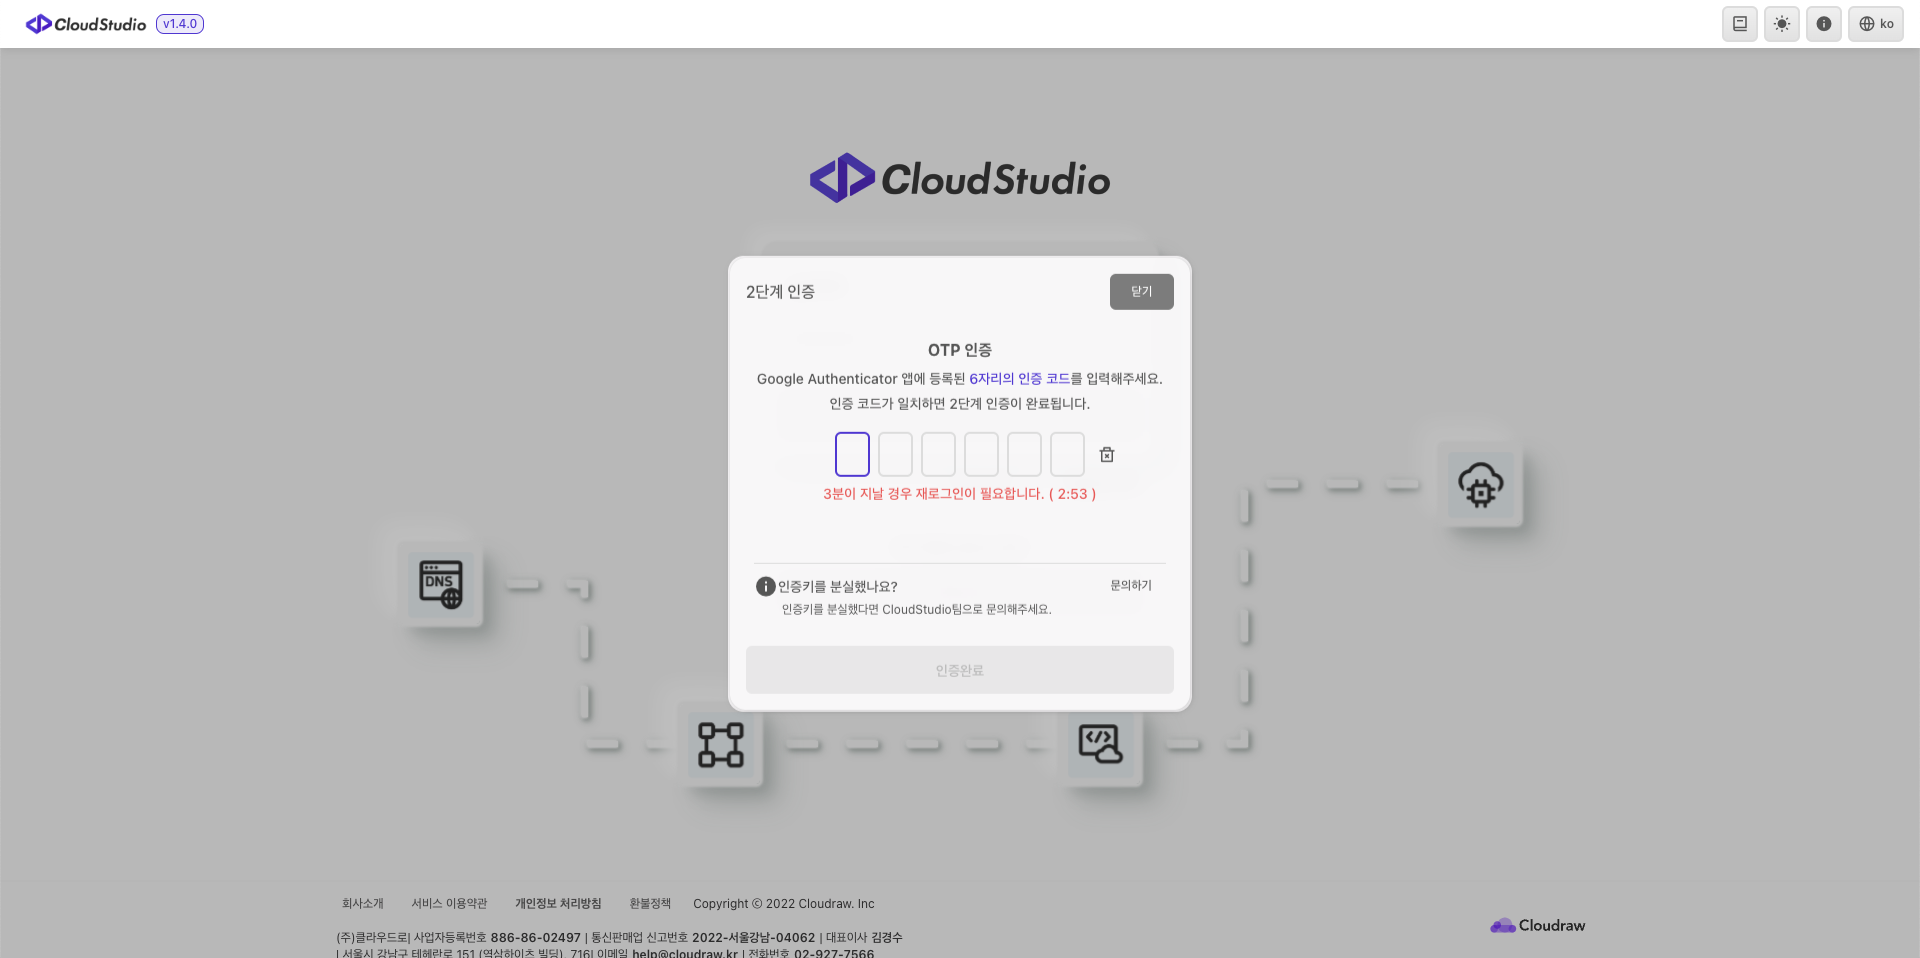 CloudStudio v1.4.0
ko
CloudStudio
2단계 인증
닫기
OTP 인증
Google Authenticator 앱에 등록된 6자리의 인증 코드를 입력해주세요.
인증 코드가 일치하면 2단계 인증이 완료됩니다.
3분이 지날 경우 재로그인이 필요합니다. ( 2:53 )
인증키를 분실했나요?
문의하기
인증키를 분실했다면 CloudStudio팀으로 문의해주세요.
인증완료
DNS
회사소개 서비스 이용약관 개인정보 처리방침 환불정책 Copyright © 2022 Cloudraw. Inc
Cloudraw
(주)클라우드로| 사업자등록번호 886-86-02497 | 통신판매업 신고번호 2022-서울강남-04062 | 대표이사 김경수
| 서울시 강남구 테헤란로 151 (역삼하이츠 빌딩), 716| 이메일 help@cloudraw.kr | 전화번호 02-927-7566